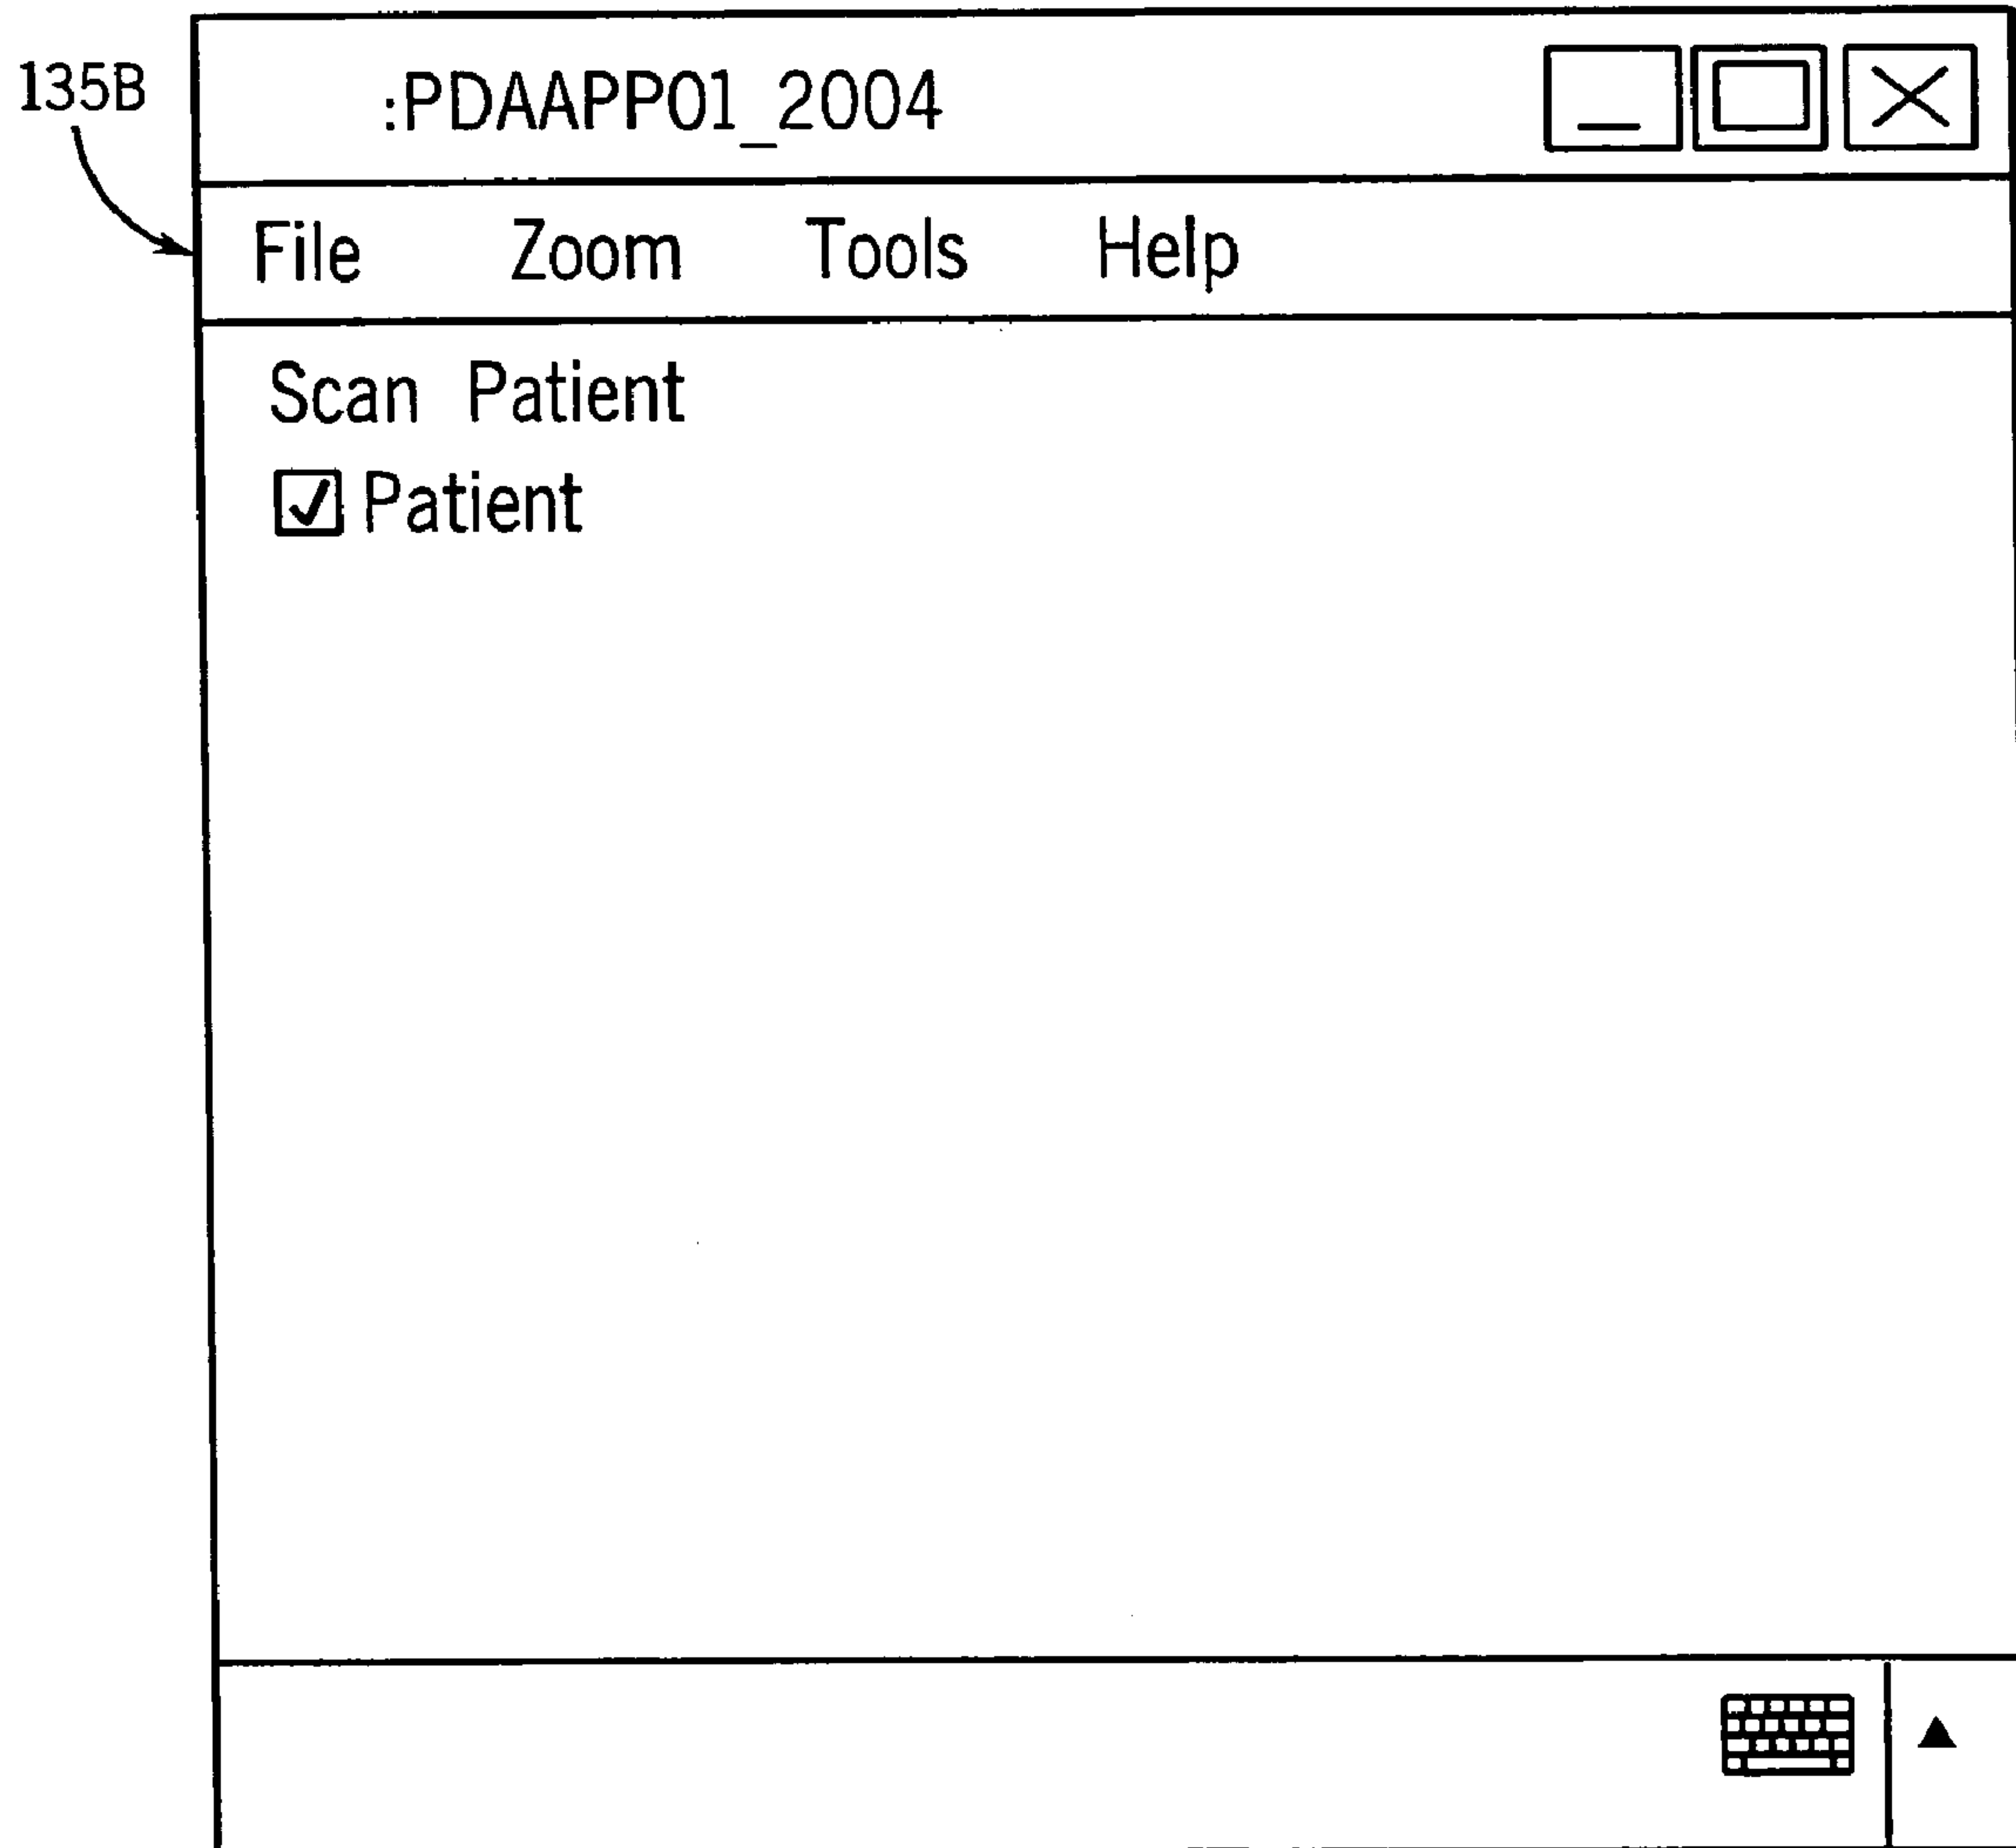 135B
:PDAAPP01_2004
File Zoom Tools Help
Scan Patient
Patient